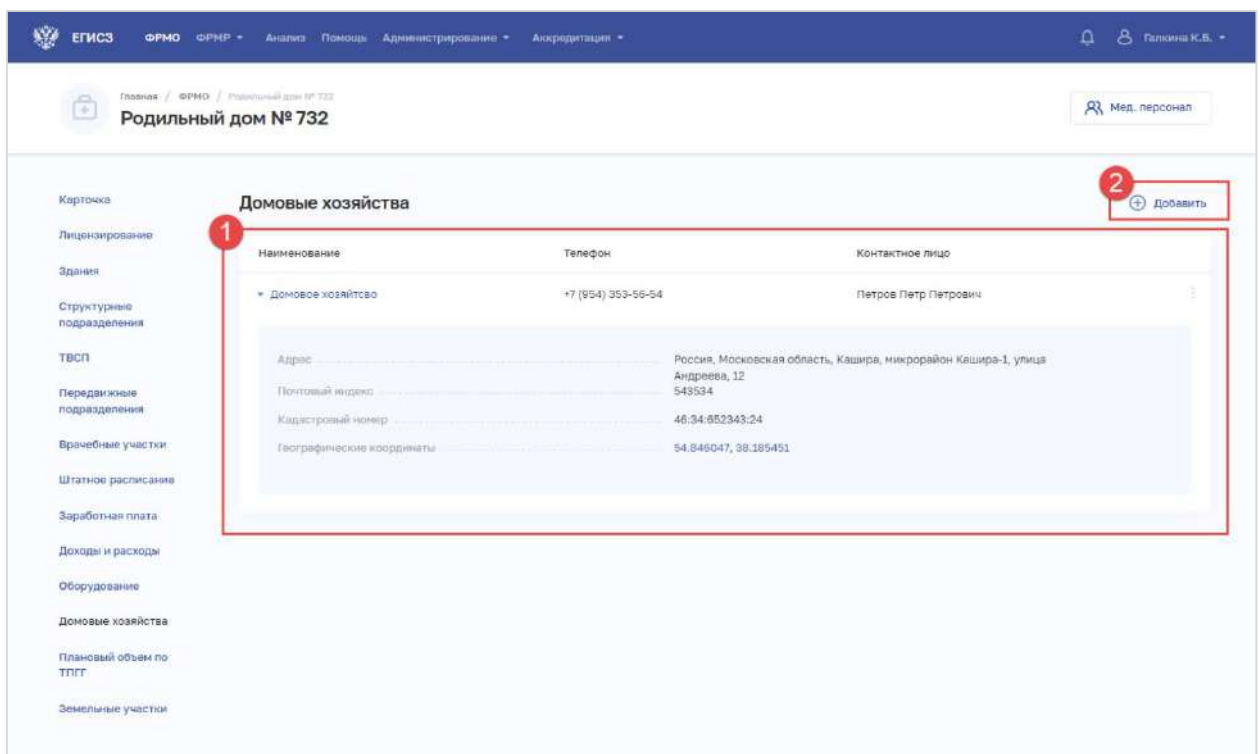 ЕГИСЗ ФРМО ФРМР Анализ Помощь Администрирование Аккредитация Галкина К.В.
Главная / ФРМО / Родильный дом № 732
Родильный дом № 732
Мед. персонал
Карточка
Лицензирование
Здания
Структурные
подразделения
ТВСП
Передвижные
подразделения
Врачебные участки
Штатное расписание
Заработная плата
Доходы и расходы
Оборудование
Домовые хозяйства
Плановый объем по
ТПГГ
Земельные участки
Домовые хозяйства
2
Добавить
1
Наименование Телефон Контактное лицо
Домовое хозяйтсво +7 (954) 353-56-54 Петров Петр Петрович
Адрес Россия, Московская область, Кашира, микрорайон Кашира-1, улица
Андреева, 12
Почтовый индекс 543534
Кадастровый номер 46:34:652343:24
Географические координаты 54.846047, 38.185451